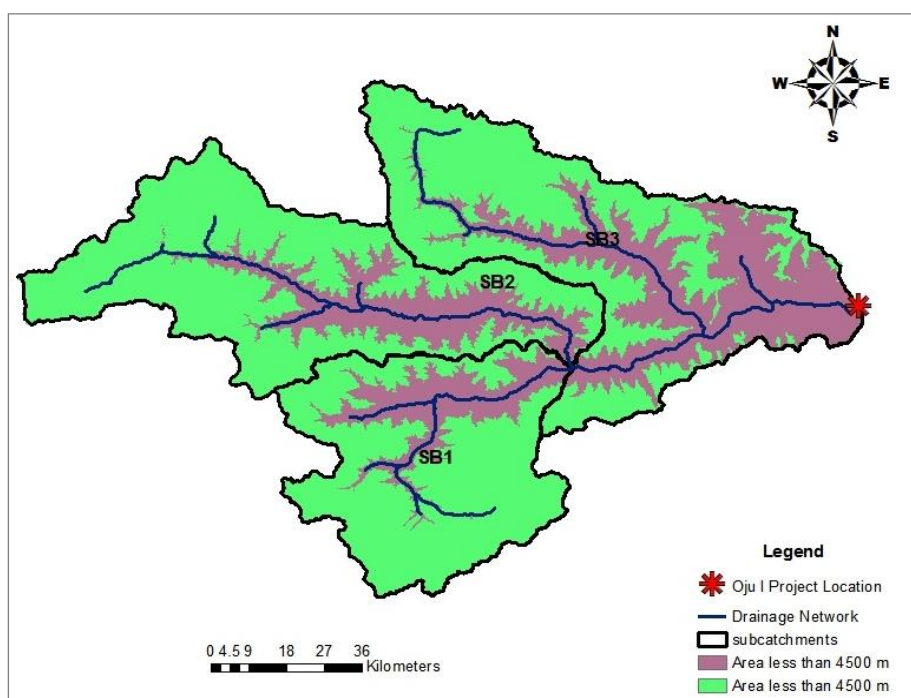 N
W E
S
SB3
SB2
SB1
Legend
Oju I Project Location
Drainage Network
subcatchments
Area less than 4500 m
Area less than 4500 m
0 4.5 9 18 27 36
Kilometers